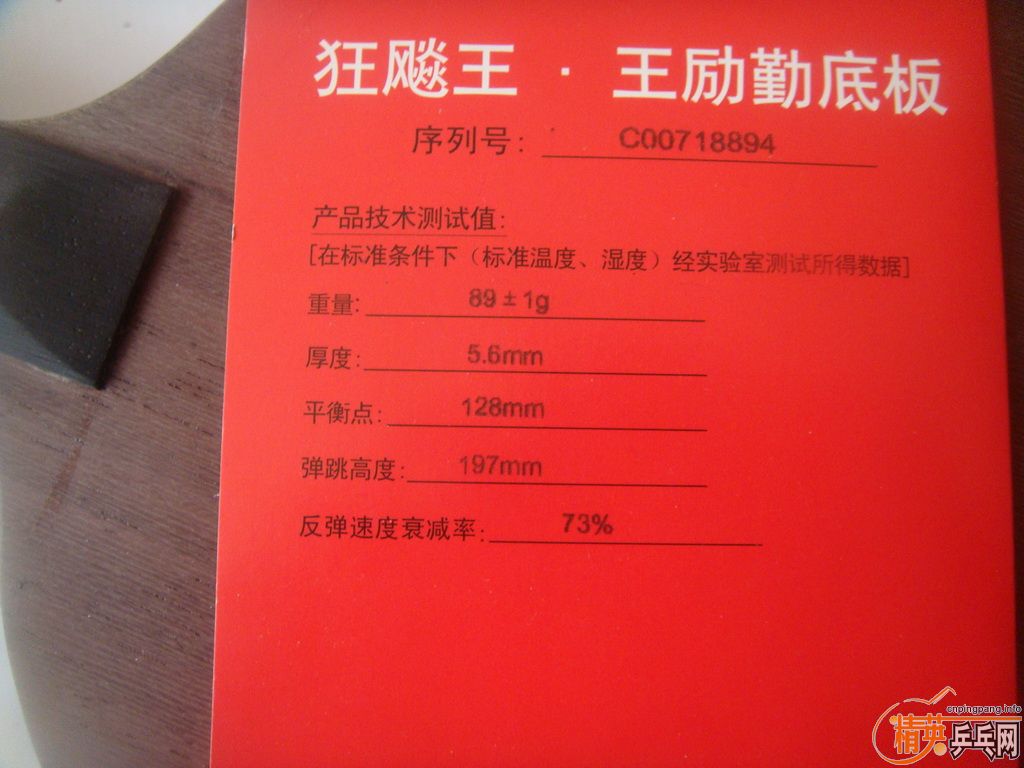 狂飚王 · 王励勤底板
序列号： C00718894
产品技术测试值：
[在标准条件下（标准温度、湿度）经实验室测试所得数据]
重量： 89±1g
厚度： 5.6mm
平衡点： 128mm
弹跳高度： 197mm
反弹速度衰减率： 73%
cnpingpang.info
精英乒乓网